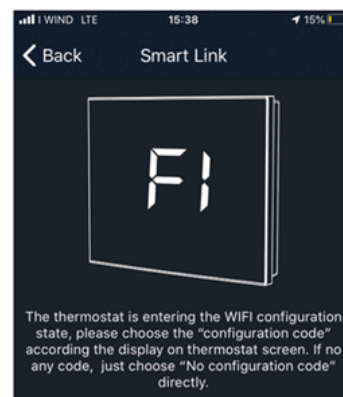 I WIND LTE 15:38 15%
Back Smart Link
F1
The thermostat is entering the WIFI configuration
state, please choose the “configuration code”
according the display on thermostat screen. If no
any code, just choose “No configuration code”
directly.